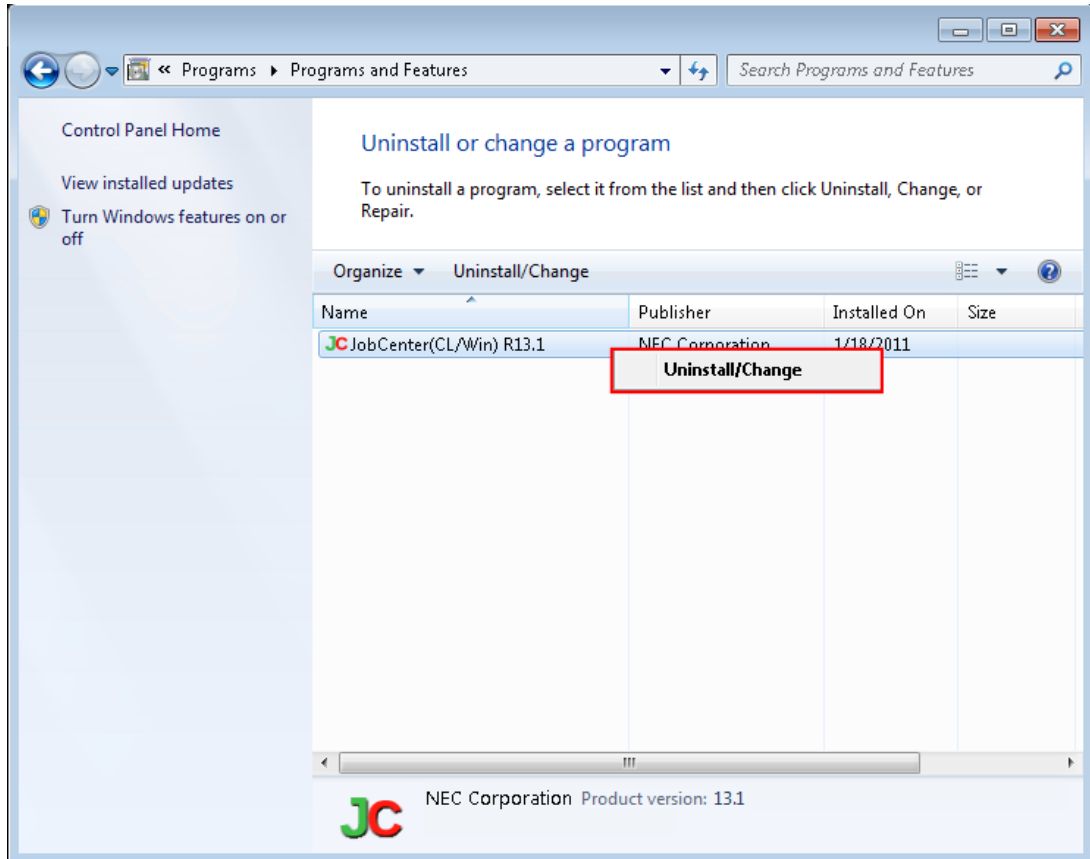 « Programs ▸ Programs and Features
Search Programs and Features
Control Panel Home
View installed updates
Turn Windows features on or
off
Uninstall or change a program
To uninstall a program, select it from the list and then click Uninstall, Change, or
Repair.
Organize Uninstall/Change
Name Publisher Installed On Size
JC JobCenter(CL/Win) R13.1 NEC Corporation 1/18/2011
Uninstall/Change
JC
NEC Corporation Product version: 13.1